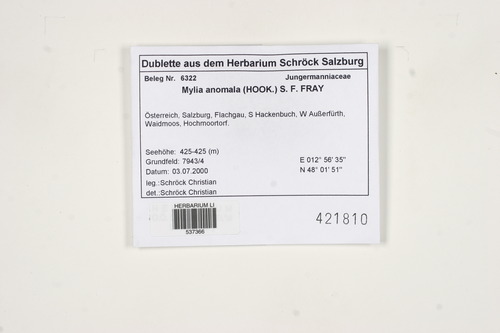 Dublette aus dem Herbarium Schröck Salzburg
Beleg Nr. 6322 Jungermanniaceae
Mylia anomala (HOOK.) S. F. FRAY
Österreich, Salzburg, Flachgau, S Hackenbuch, W Außerfürth,
Waidmoos, Hochmoortorf.
Seehöhe: 425-425 (m)
Grundfeld: 7943/4 E 012° 56' 35"
Datum: 03.07.2000 N 48° 01' 51"
leg.:Schröck Christian
det.:Schröck Christian
HERBARIUM LI
537366
421810